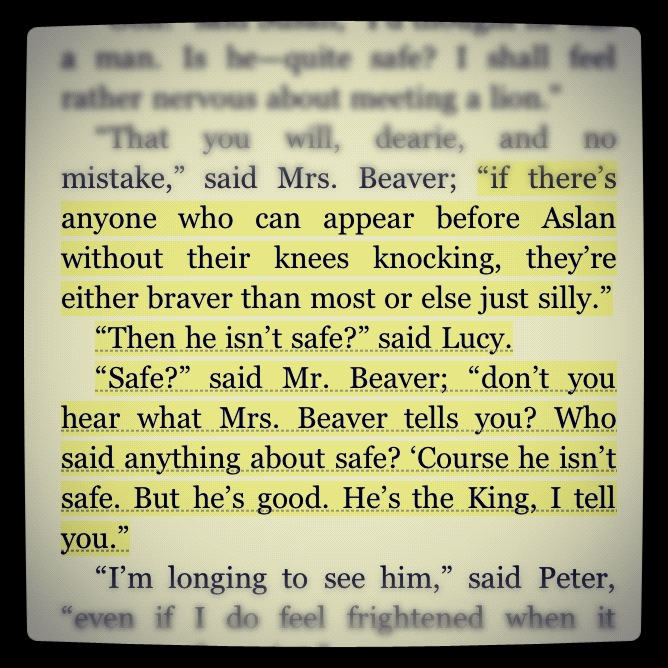 a man. Is he—quite safe? I shall feel
rather nervous about meeting a lion.”
“That you will, dearie, and no
mistake,” said Mrs. Beaver; “if there’s
anyone who can appear before Aslan
without their knees knocking, they’re
either braver than most or else just silly.”
“Then he isn’t safe?” said Lucy.
“Safe?” said Mr. Beaver; “don’t you
hear what Mrs. Beaver tells you? Who
said anything about safe? ‘Course he isn’t
safe. But he’s good. He’s the King, I tell
you.”
“I’m longing to see him,” said Peter,
“even if I do feel frightened when it